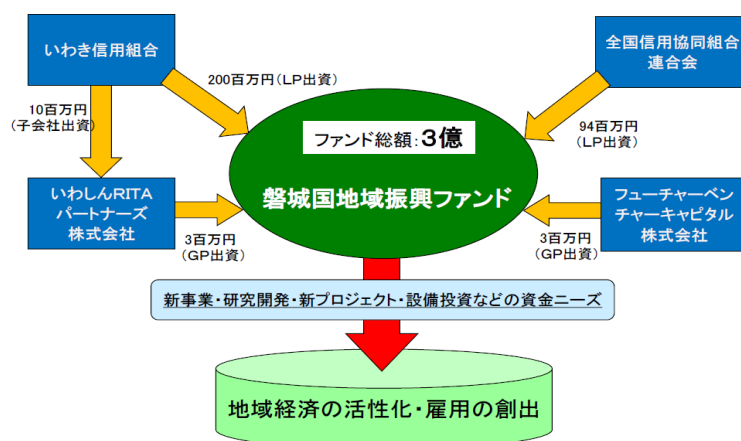 いわき信用組合
全国信用協同組合
連合会
200百万円(LP出資)
10百万円
(子会社出資)
94百万円
(LP出資)
ファンド総額:3億
磐城国地域振興ファンド
いわしんRITA
パートナーズ
株式会社
フューチャーベン
チャーキャピタル
株式会社
3百万円
(GP出資)
3百万円
(GP出資)
新事業・研究開発・新プロジェクト・設備投資などの資金ニーズ
地域経済の活性化・雇用の創出